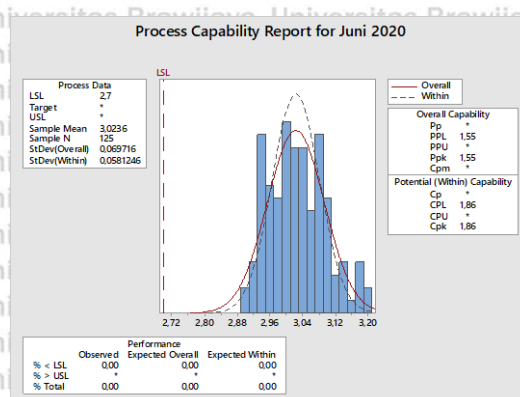 Universitas Brawijaya, Universitas Brawijaya
Process Capability Report for Juni 2020
LSL
Process Data
LSL 2,7
Target *
USL *
Sample Mean 3,0236
Sample N 125
StDev(Overall) 0,069716
StDev(Within) 0,0581246
Overall
Within
Overall Capability
Pp *
PPL 1,55
PPU *
Ppk 1,55
Cpm *
Potential (Within) Capability
Cp *
CPL 1,86
CPU *
Cpk 1,86
2,72 2,80 2,88 2,96 3,04 3,12 3,20
Performance
Observed Expected Overall Expected Within
% < LSL 0,00 0,00 0,00
% > USL * * *
% Total 0,00 0,00 0,00